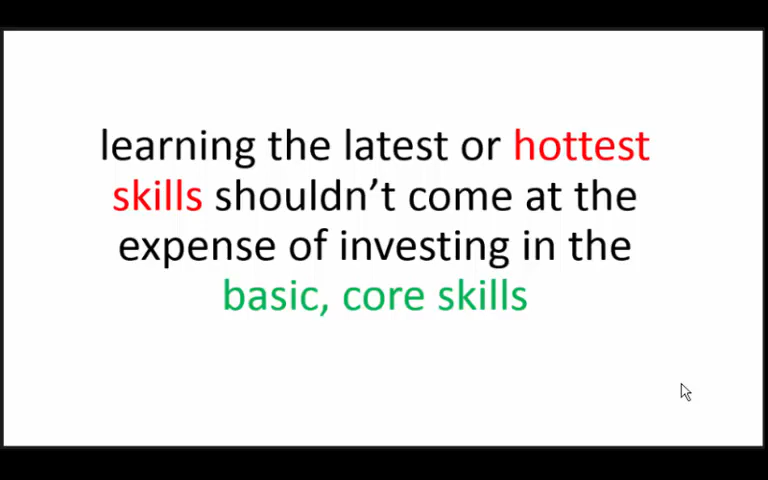 learning the latest or hottest
skills shouldn’t come at the
expense of investing in the
basic, core skills